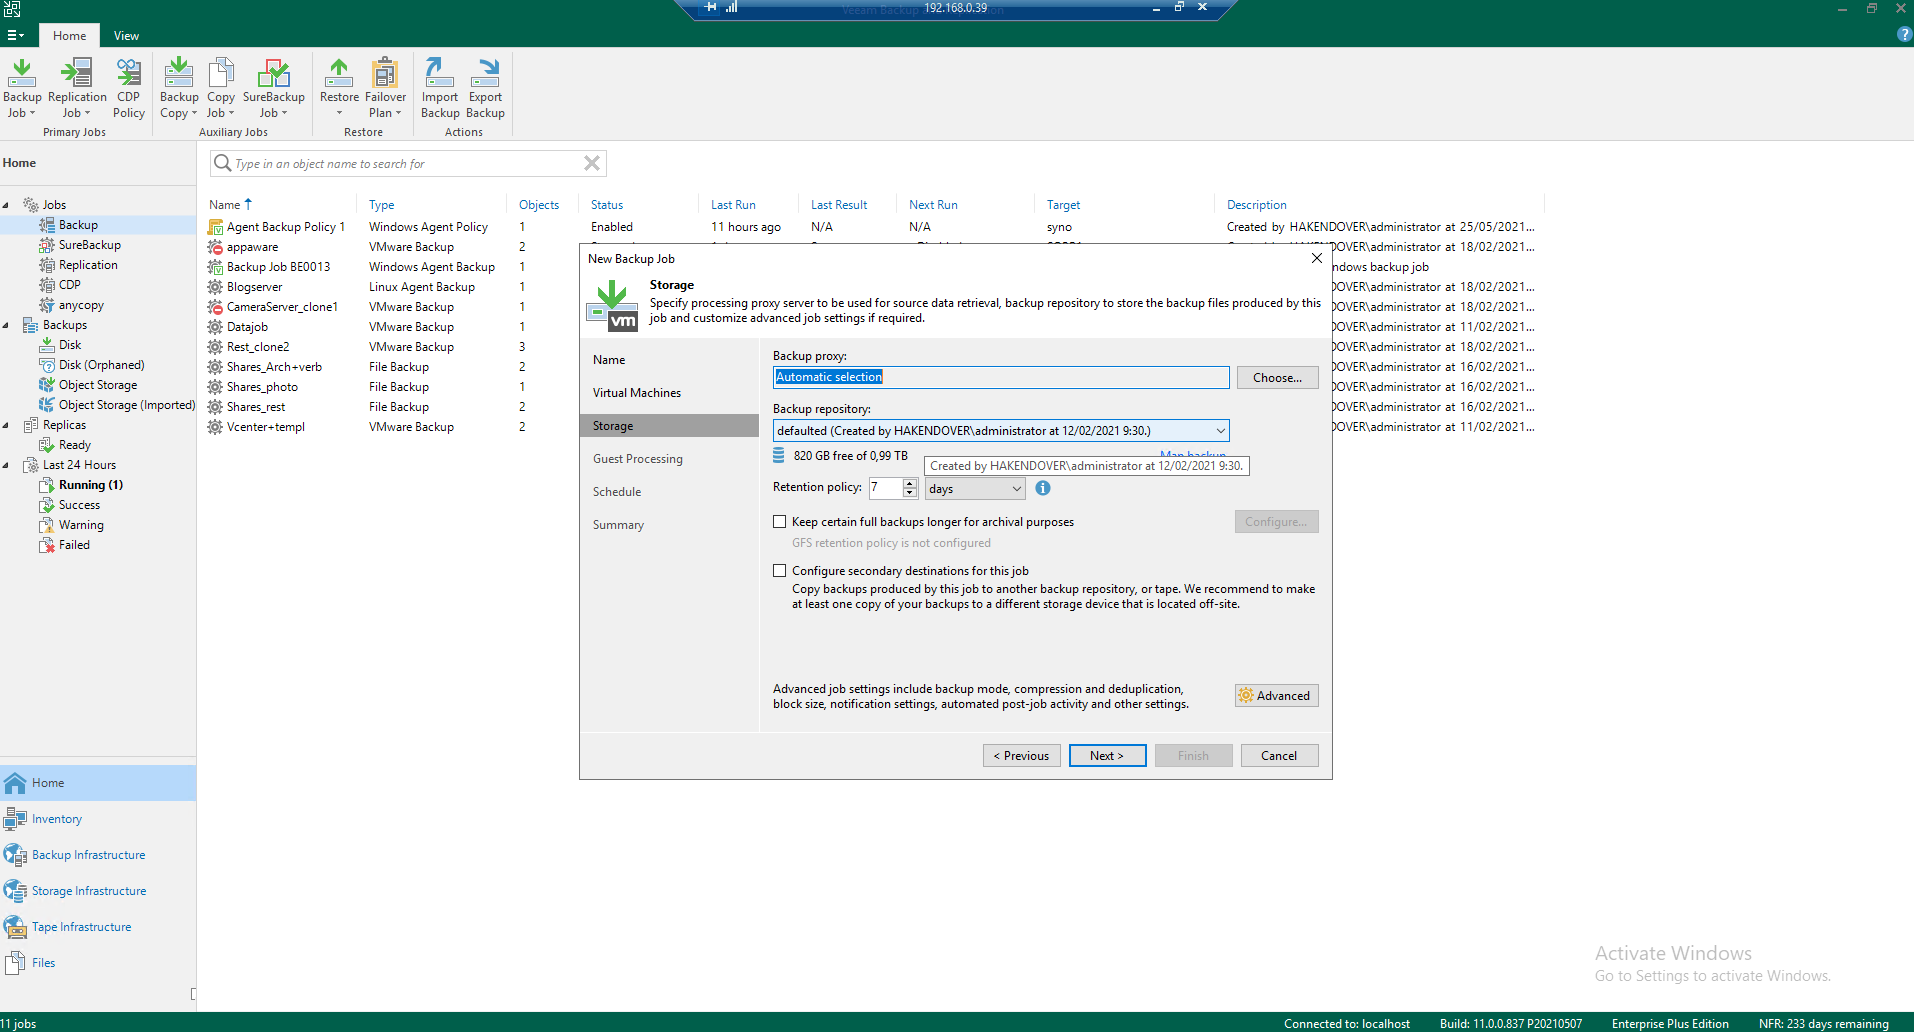 192.168.0.39
Home
View
Backup Job
Replication Job
CDP Policy
Primary Jobs
Backup Copy
Copy Job
SureBackup Job
Auxiliary Jobs
Restore
Failover Plan
Restore
Import Backup
Export Backup
Actions
Home
Jobs
Backup
SureBackup
Replication
CDP
anycopy
Backups
Disk
Disk (Orphaned)
Object Storage
Object Storage (Imported)
Replicas
Ready
Last 24 Hours
Running (1)
Success
Warning
Failed
Home
Inventory
Backup Infrastructure
Storage Infrastructure
Tape Infrastructure
Files
Type in an object name to search for
Name Type Objects Status Last Run Last Result Next Run Target Description
Agent Backup Policy 1 Windows Agent Policy 1 Enabled 11 hours ago N/A N/A syno Created by HAKENDOVER\administrator at 25/05/2021...
appaware VMware Backup 2 DOVER\administrator at 18/02/2021...
Backup Job BE0013 Windows Agent Backup 1 ndows backup job
Blogserver Linux Agent Backup 1 DOVER\administrator at 18/02/2021...
CameraServer_clone1 VMware Backup 1 DOVER\administrator at 18/02/2021...
Datajob VMware Backup 1 DOVER\administrator at 11/02/2021...
Rest_clone2 VMware Backup 3 DOVER\administrator at 18/02/2021...
Shares_Arch+verb File Backup 2 DOVER\administrator at 16/02/2021...
Shares_photo File Backup 1 DOVER\administrator at 16/02/2021...
Shares_rest File Backup 2 DOVER\administrator at 16/02/2021...
Vcenter+templ VMware Backup 2 DOVER\administrator at 11/02/2021...
New Backup Job
vm
Storage
Specify processing proxy server to be used for source data retrieval, backup repository to store the backup files produced by this
job and customize advanced job settings if required.
Name
Virtual Machines
Storage
Guest Processing
Schedule
Summary
Backup proxy:
Automatic selection
Choose...
Backup repository:
defaulted (Created by HAKENDOVER\administrator at 12/02/2021 9:30.)
820 GB free of 0,99 TB
Map backup
Created by HAKENDOVER\administrator at 12/02/2021 9:30.
Retention policy: 7 days
Keep certain full backups longer for archival purposes
Configure...
GFS retention policy is not configured
Configure secondary destinations for this job
Copy backups produced by this job to another backup repository, or tape. We recommend to make
at least one copy of your backups to a different storage device that is located off-site.
Advanced job settings include backup mode, compression and deduplication,
block size, notification settings, automated post-job activity and other settings.
Advanced
< Previous
Next >
Finish
Cancel
Activate Windows
Go to Settings to activate Windows.
11 jobs
Connected to: localhost
Build: 11.0.0.837 P20210507
Enterprise Plus Edition
NFR: 233 days remaining